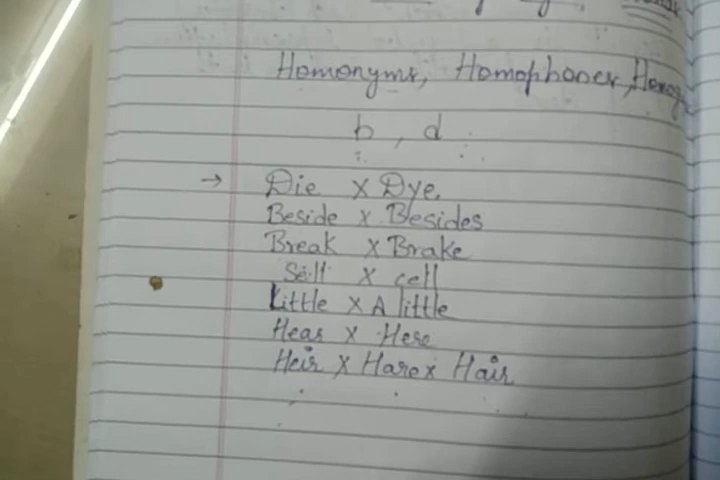 Homonyms, Homophones,
b, d
→ Die X Dye.
Beside X Besides
Break X Brake
Sell X cell
Little X A little
Hear X Here
Heir X Hare X Hair